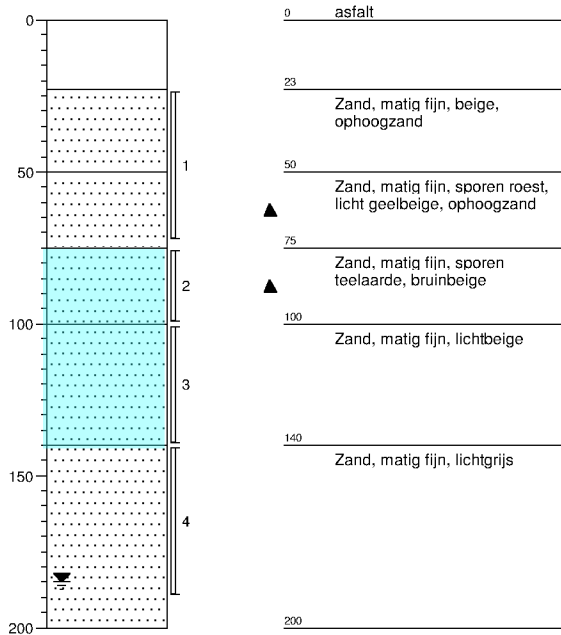 0
50
100
150
200
1
2
3
4
0
asfalt
23
Zand, matig fijn, beige,
ophoogzand
50
Zand, matig fijn, sporen roest,
licht geelbeige, ophoogzand
75
Zand, matig fijn, sporen
teelaarde, bruinbeige
100
Zand, matig fijn, lichtbeige
140
Zand, matig fijn, lichtgrijs
200